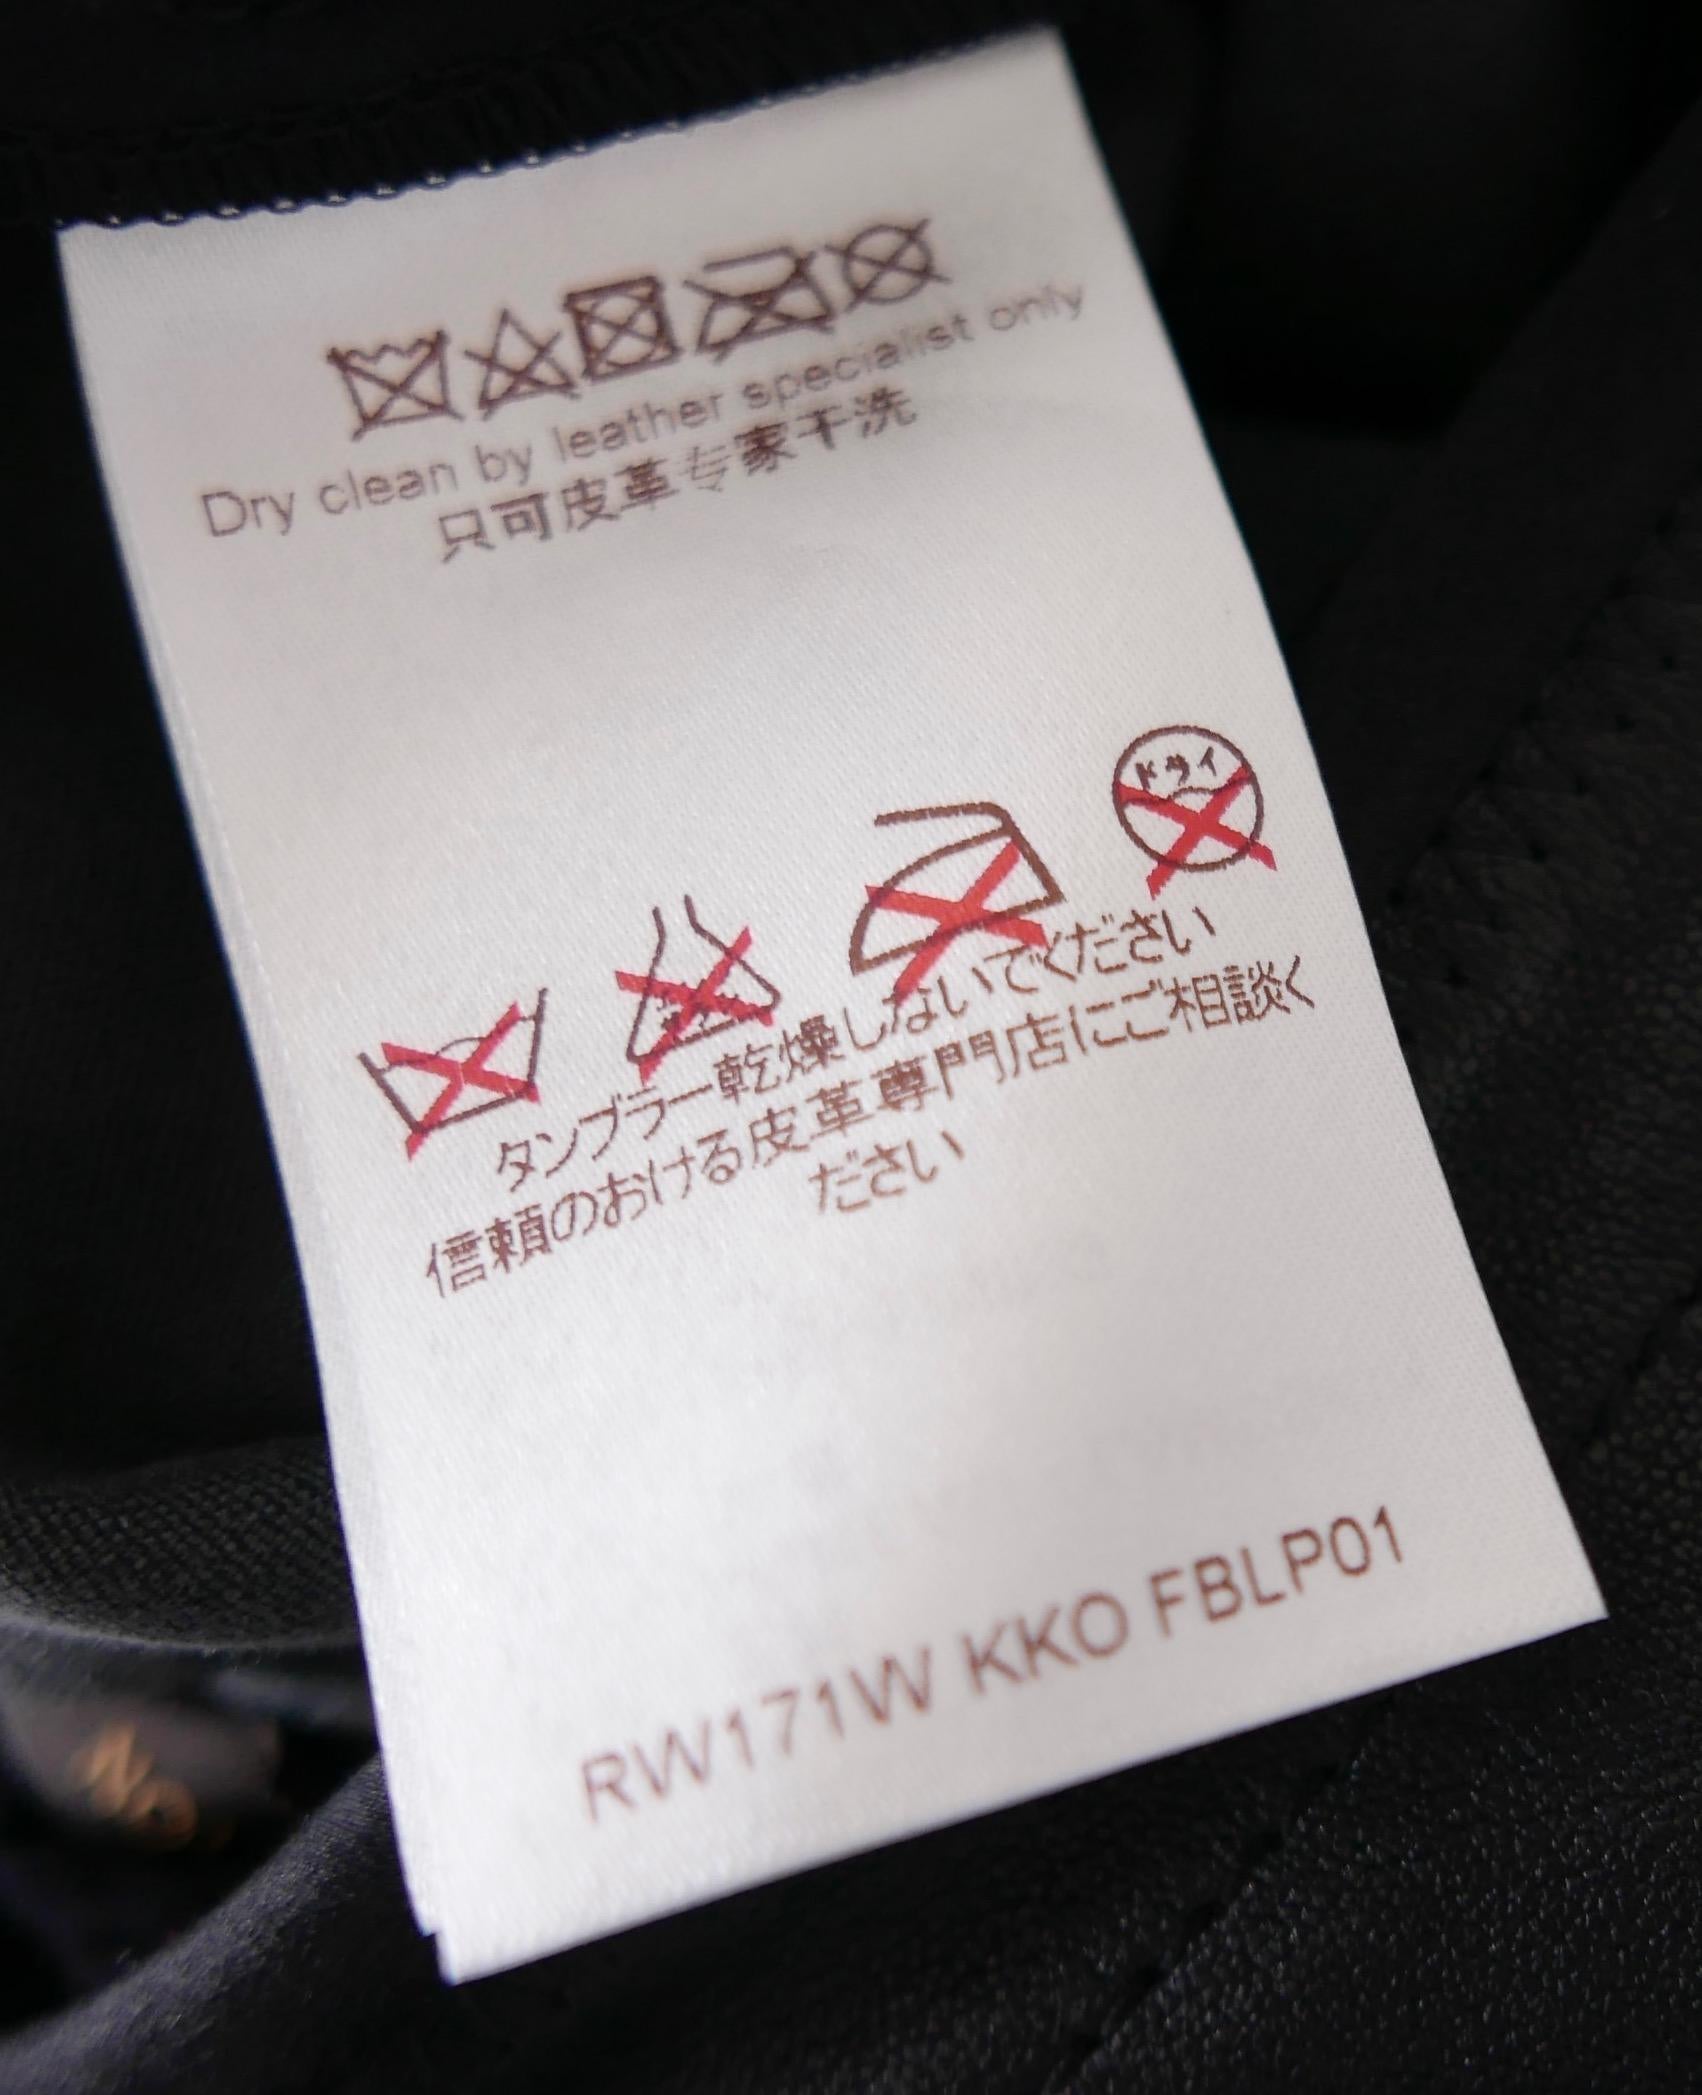 Dry clean by leather specialist only
只可皮革专家干洗
ドライ
タンブラー乾燥しないでください
信頼のおける皮革専門店にご相談く
ださい
RW171W KKO FBLP01